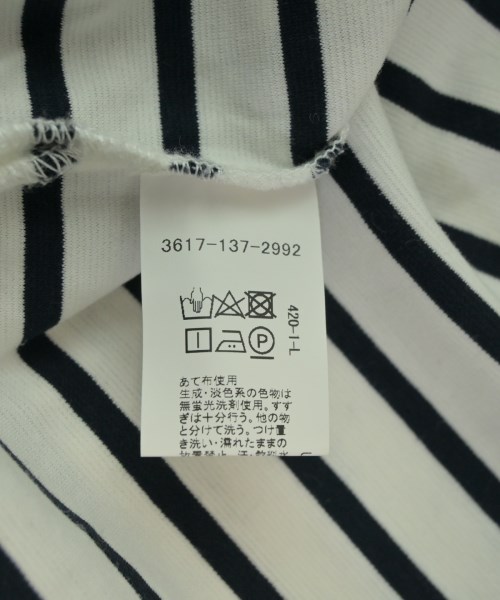 3617-137-2992
420-I-L
P
あて布使用
生成・淡色系の色物は
無蛍光洗剤使用。すす
ぎは十分行う。他の物
と分けて洗う。つけ置
き洗い・濡れたままの